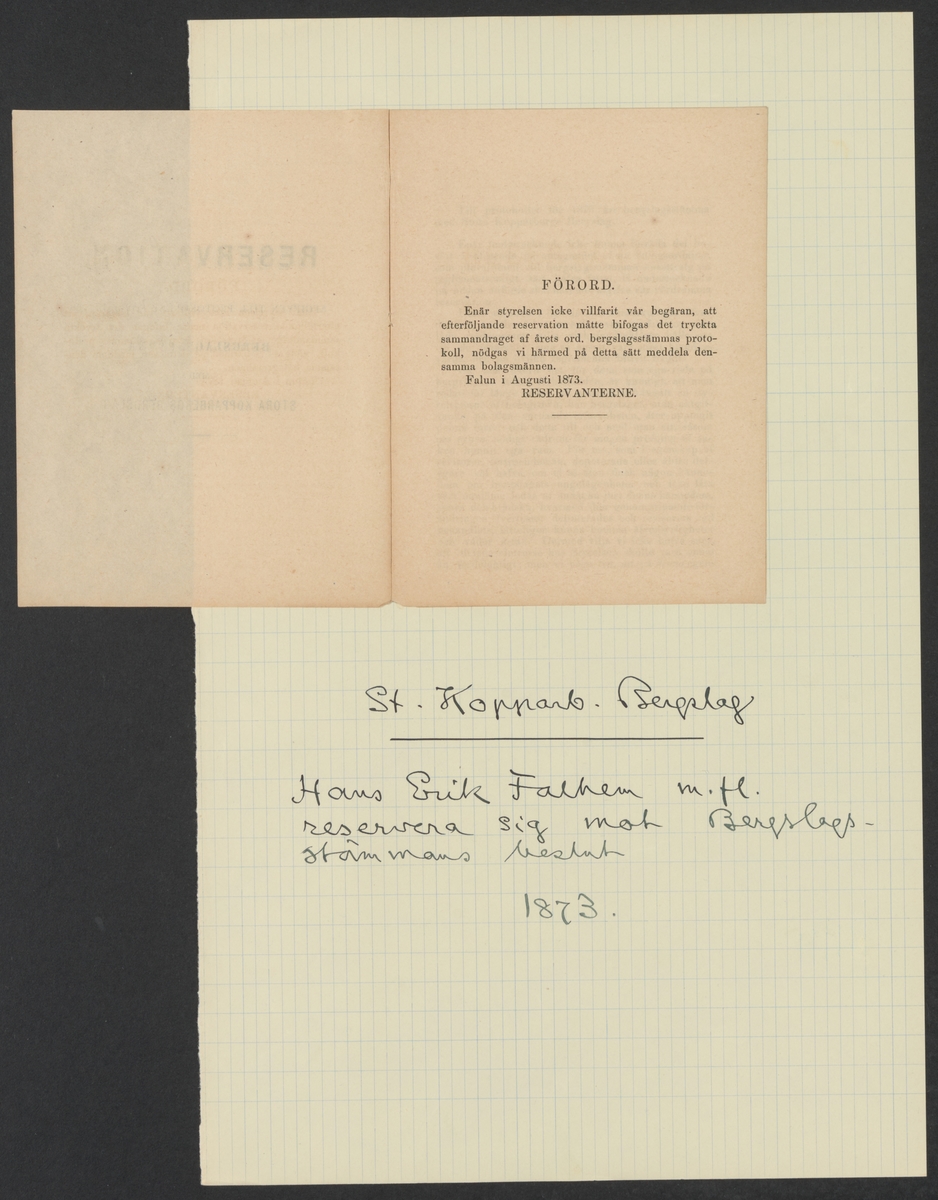 FÖRORD.
Enär styrelsen icke villfarit vår begäran, att
efterföljande reservation måtte bifogas det tryckta
sammandraget af årets ord. bergslagsstämmas proto-
koll, nödgas vi härmed på detta sätt meddela den-
samma bolagsmännen.
Falun i Augusti 1873.
RESERVANTERNE.
RESERVATION
St. Kopparb. Bergslag
Hans Erik Falhem m.fl.
reservera sig mot Bergslags-
stämmans beslut
1873.